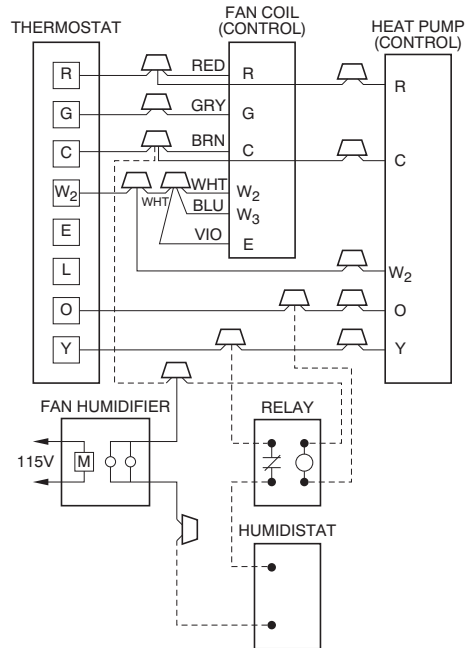 THERMOSTAT
FAN COIL
(CONTROL)
HEAT PUMP
(CONTROL)
R
RED
R
R
G
GRY
G
C
BRN
C
C
W2
WHT
WHT
W2
BLU
W3
E
VIO
E
L
W2
O
O
Y
Y
FAN HUMIDIFIER
RELAY
115V
M
HUMIDISTAT